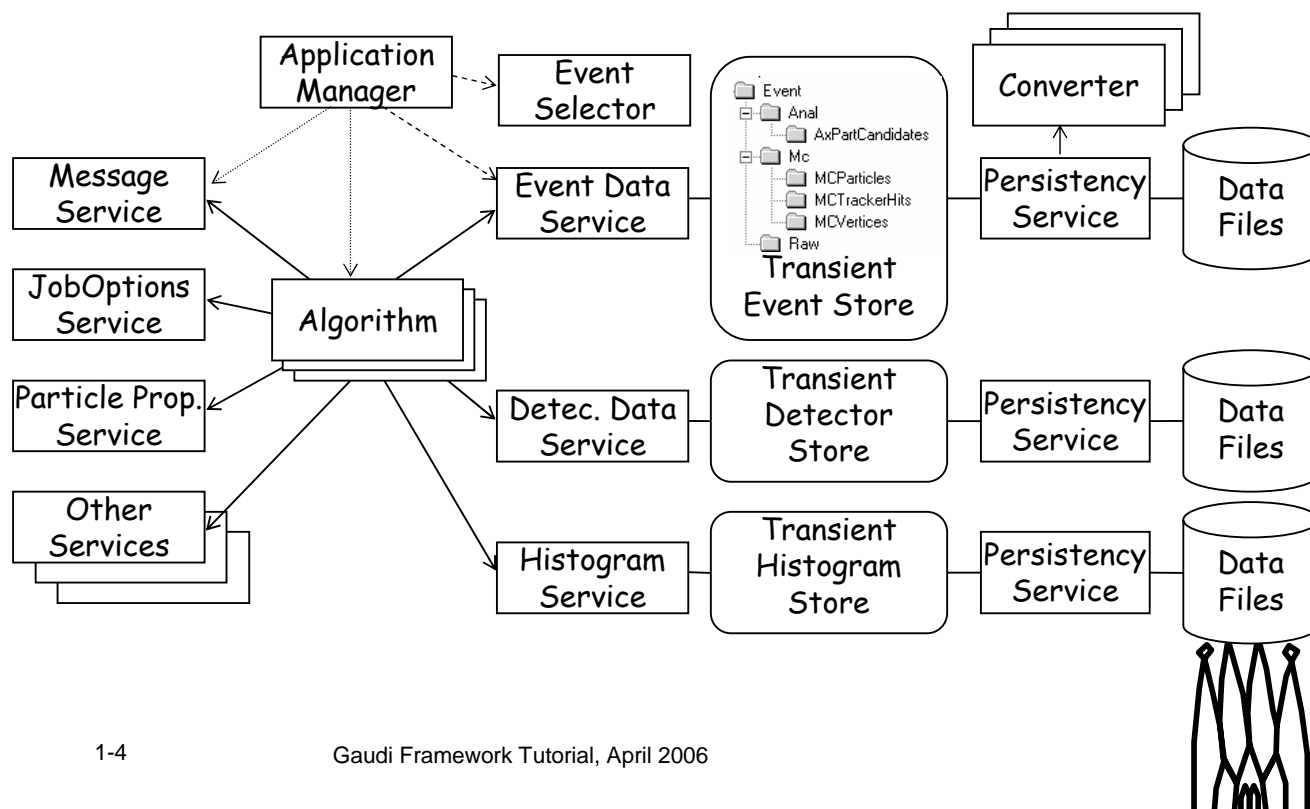 Application
Manager
Event
Selector
Event
Anal
AxPartCandidates
Mc
MCParticles
MCTrackerHits
MCVertices
Raw
Transient
Event Store
Converter
Message
Service
Event Data
Service
Persistency
Service
Data
Files
JobOptions
Service
Algorithm
Particle Prop.
Service
Detec. Data
Service
Transient
Detector
Store
Persistency
Service
Data
Files
Other
Services
Histogram
Service
Transient
Histogram
Store
Persistency
Service
Data
Files
1-4
Gaudi Framework Tutorial, April 2006